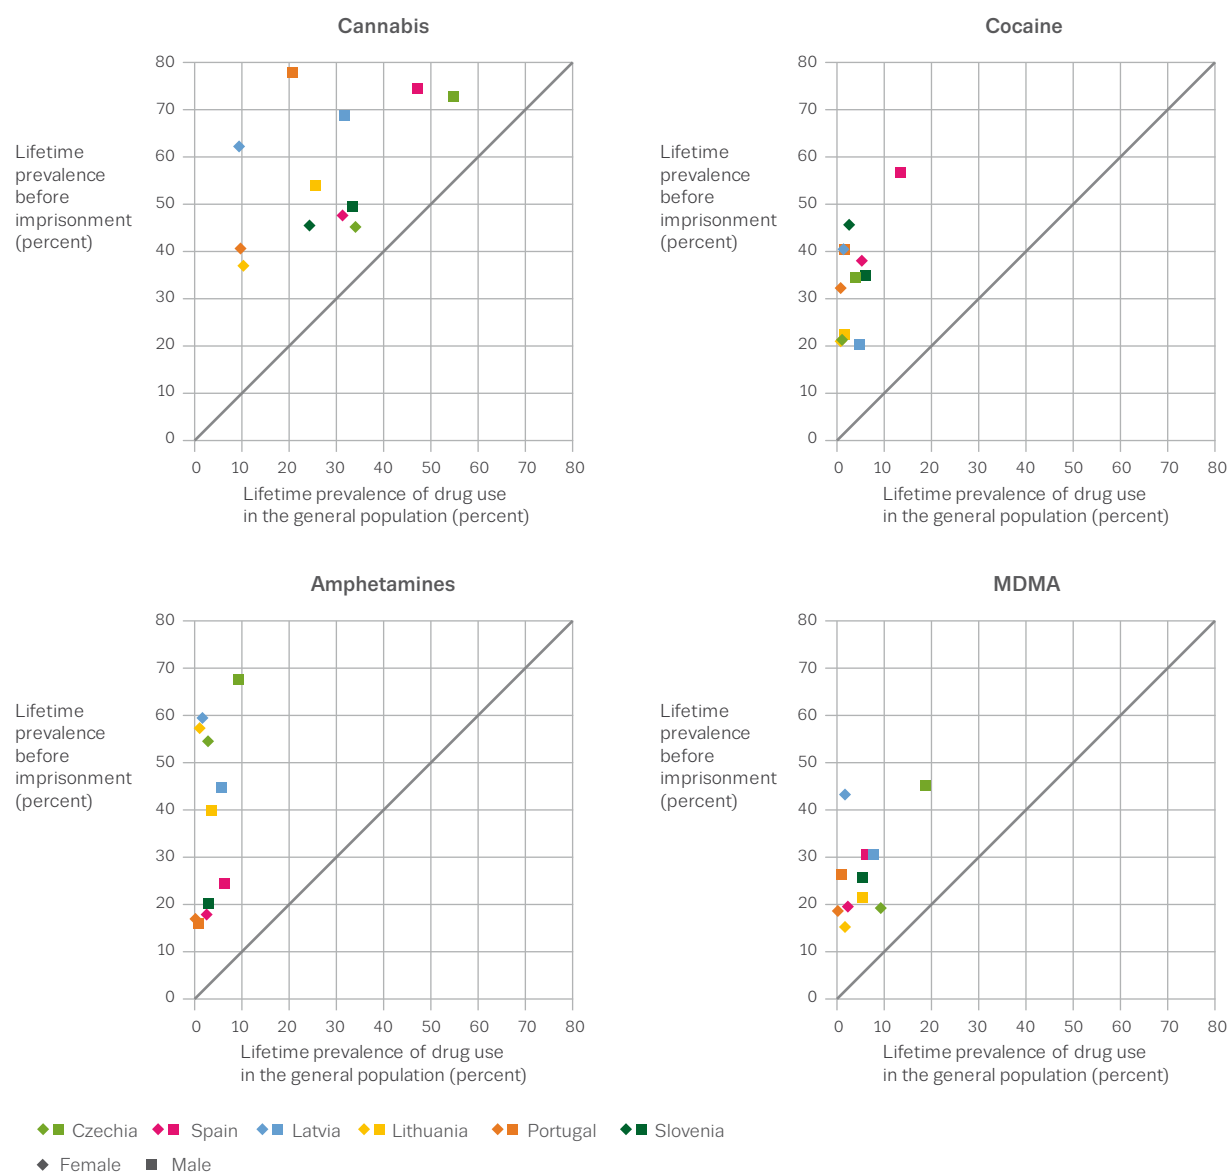 Cannabis
80
70
60
50
40
30
20
10
0
Lifetime
prevalence
before
imprisonment
(percent)
0 10 20 30 40 50 60 70 80
Lifetime prevalence of drug use
in the general population (percent)
Cocaine
80
70
60
50
40
30
20
10
0
Lifetime
prevalence
before
imprisonment
(percent)
0 10 20 30 40 50 60 70 80
Lifetime prevalence of drug use
in the general population (percent)
Amphetamines
80
70
60
50
40
30
20
10
0
Lifetime
prevalence
before
imprisonment
(percent)
0 10 20 30 40 50 60 70 80
Lifetime prevalence of drug use
in the general population (percent)
MDMA
80
70
60
50
40
30
20
10
0
Lifetime
prevalence
before
imprisonment
(percent)
0 10 20 30 40 50 60 70 80
Lifetime prevalence of drug use
in the general population (percent)
Czechia Spain Latvia Lithuania Portugal Slovenia
Female Male